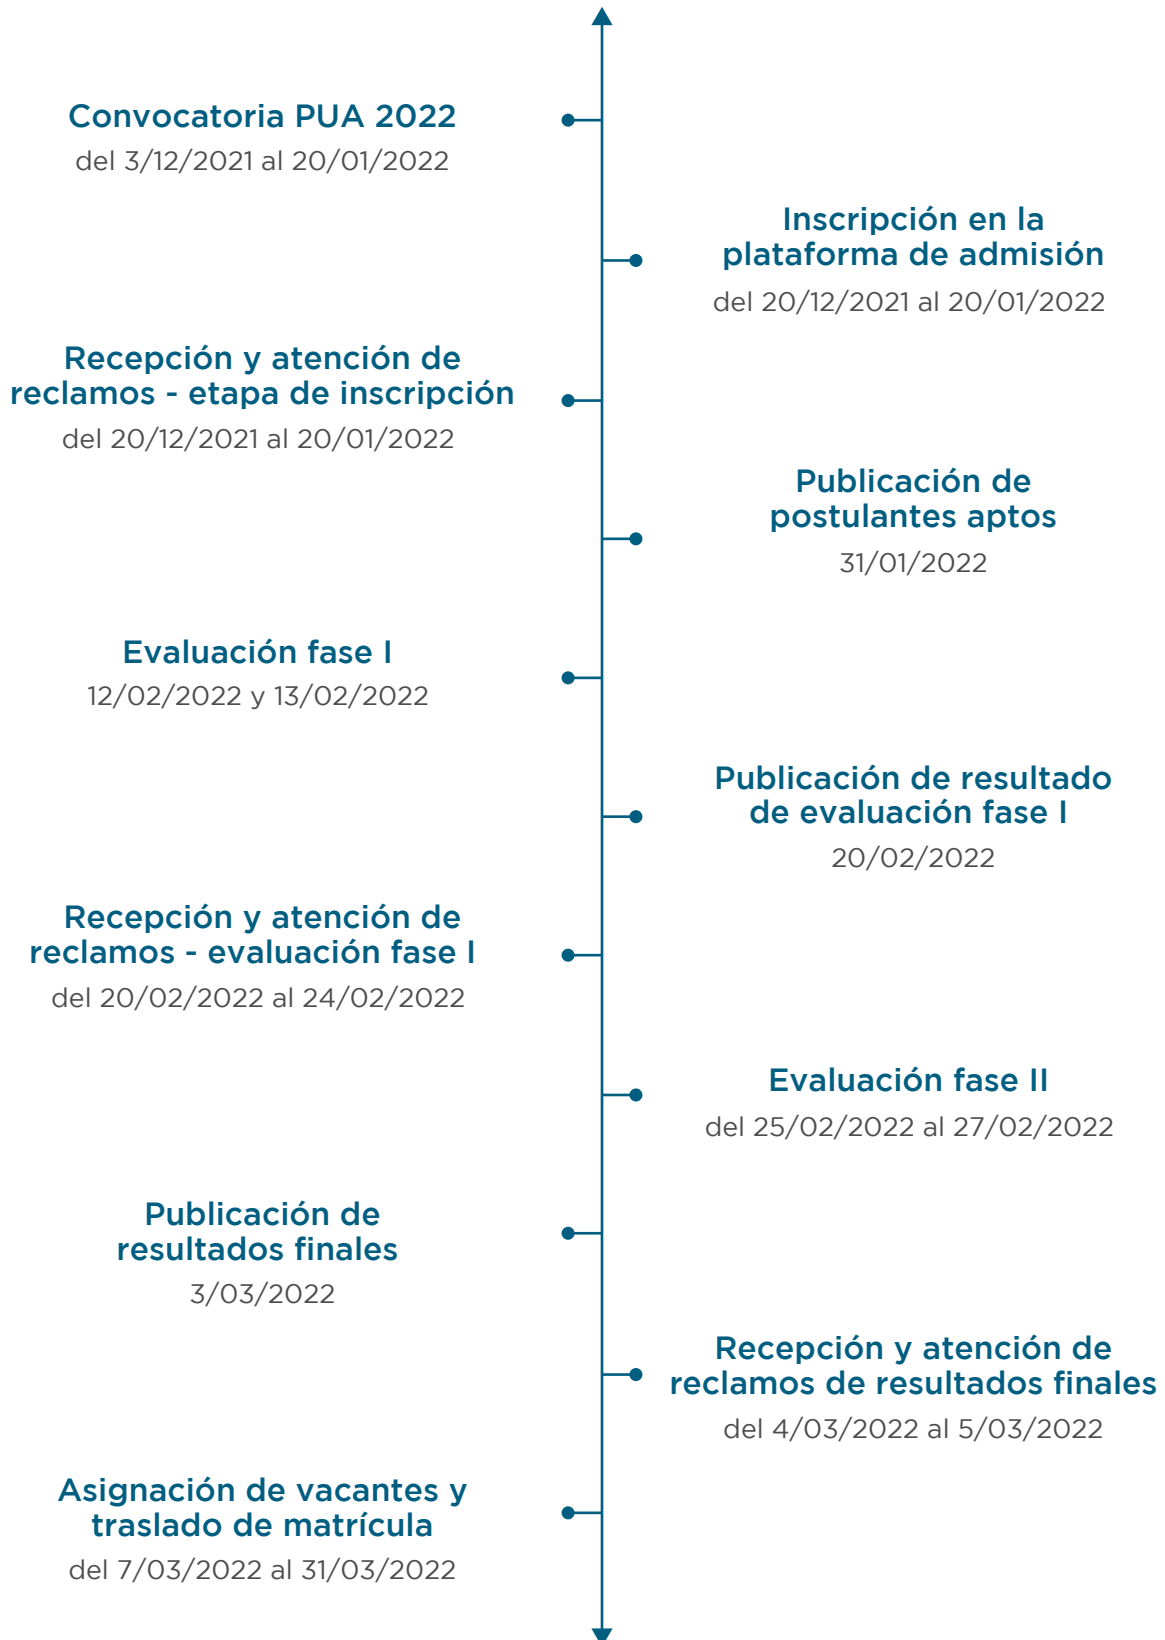 Convocatoria PUA 2022
del 3/12/2021 al 20/01/2022
Inscripción en la
plataforma de admisión
del 20/12/2021 al 20/01/2022
Recepción y atención de
reclamos - etapa de inscripción
del 20/12/2021 al 20/01/2022
Publicación de
postulantes aptos
31/01/2022
Evaluación fase I
12/02/2022 y 13/02/2022
Publicación de resultado
de evaluación fase I
20/02/2022
Recepción y atención de
reclamos - evaluación fase I
del 20/02/2022 al 24/02/2022
Evaluación fase II
del 25/02/2022 al 27/02/2022
Publicación de
resultados finales
3/03/2022
Recepción y atención de
reclamos de resultados finales
del 4/03/2022 al 5/03/2022
Asignación de vacantes y
traslado de matrícula
del 7/03/2022 al 31/03/2022